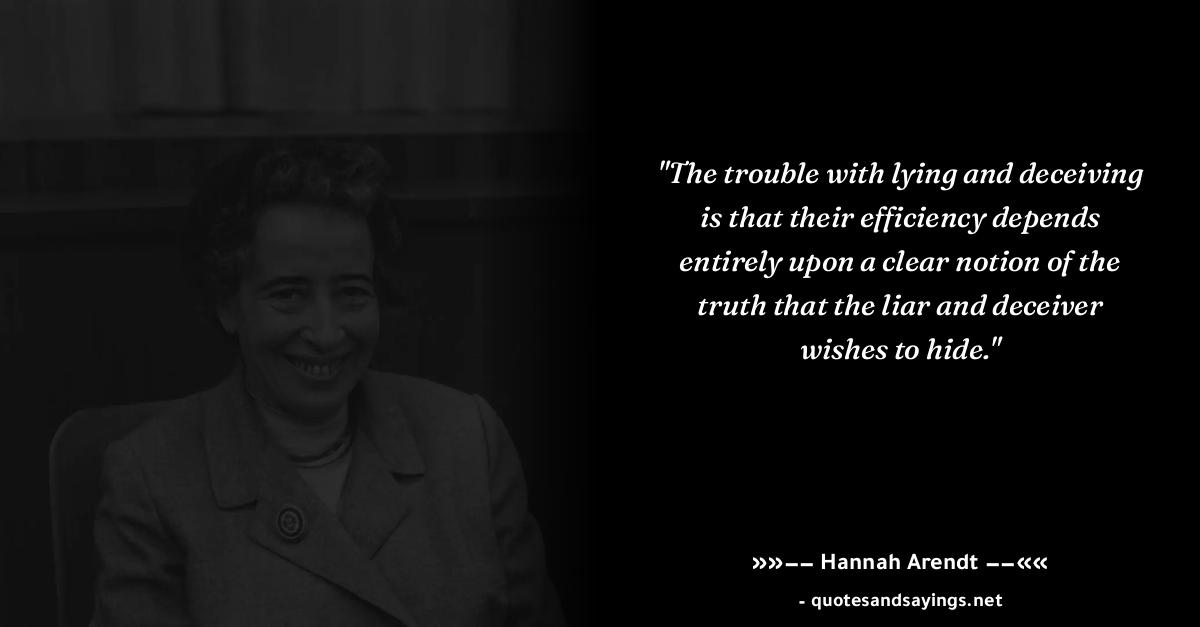 "The trouble with lying and deceiving
is that their efficiency depends
entirely upon a clear notion of the
truth that the liar and deceiver
wishes to hide."
»»−− Hannah Arendt −−««
- quotesandsayings.net